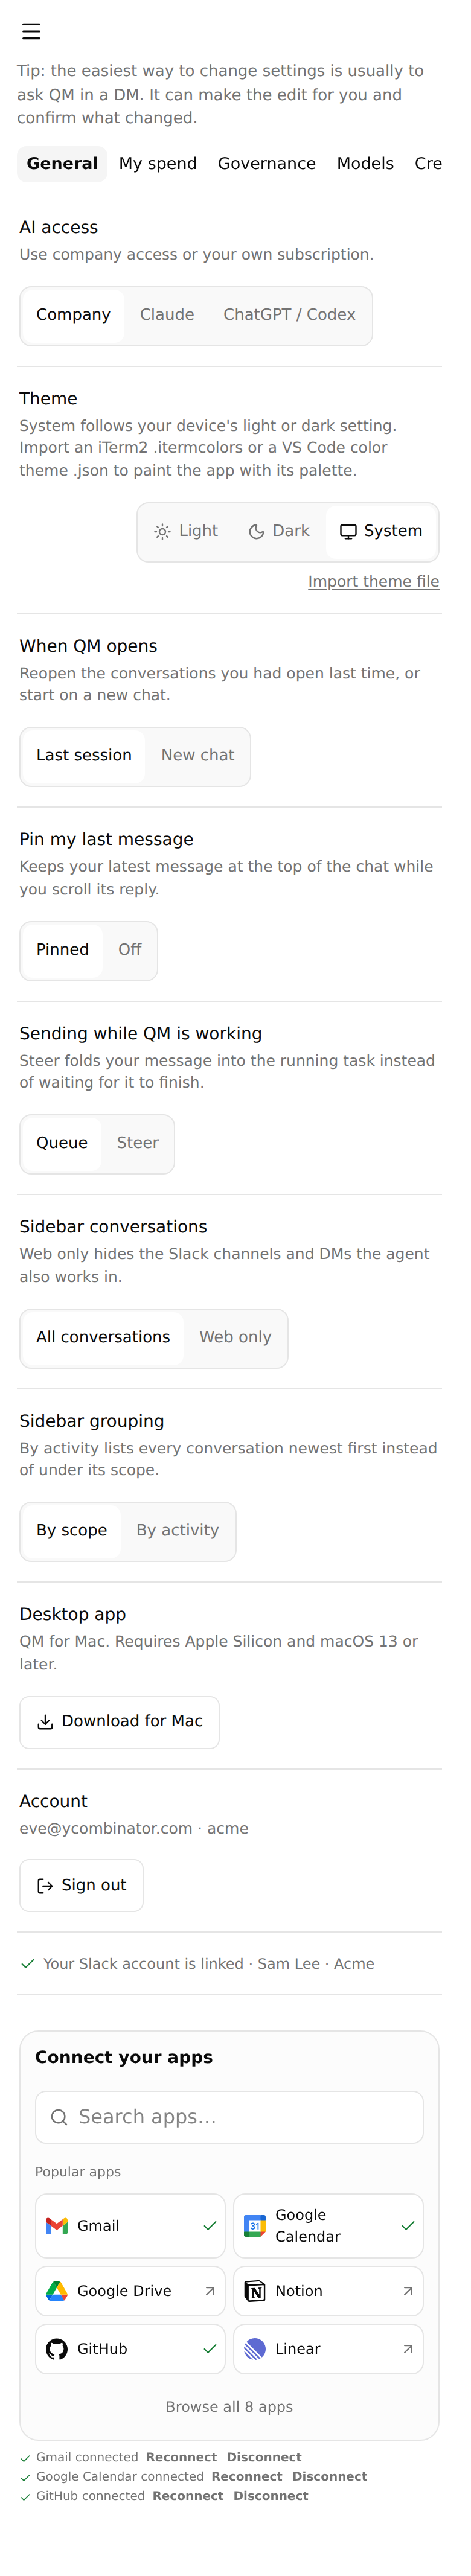 Tip: the easiest way to change settings is usually to
ask QM in a DM. It can make the edit for you and
confirm what changed.
General My spend Governance Models Cre
AI access
Use company access or your own subscription.
Company Claude ChatGPT / Codex
Theme
System follows your device's light or dark setting.
Import an iTerm2 .itermcolors or a VS Code color
theme .json to paint the app with its palette.
Light Dark System
Import theme file
When QM opens
Reopen the conversations you had open last time, or
start on a new chat.
Last session New chat
Pin my last message
Keeps your latest message at the top of the chat while
you scroll its reply.
Pinned Off
Sending while QM is working
Steer folds your message into the running task instead
of waiting for it to finish.
Queue Steer
Sidebar conversations
Web only hides the Slack channels and DMs the agent
also works in.
All conversations Web only
Sidebar grouping
By activity lists every conversation newest first instead
of under its scope.
By scope By activity
Desktop app
QM for Mac. Requires Apple Silicon and macOS 13 or
later.
Download for Mac
Account
eve@ycombinator.com · acme
Sign out
Your Slack account is linked · Sam Lee · Acme
Connect your apps
Search apps...
Popular apps
Gmail
Google
Calendar
31
Google Drive
Notion
GitHub
Linear
Browse all 8 apps
Gmail connected Reconnect Disconnect
Google Calendar connected Reconnect Disconnect
GitHub connected Reconnect Disconnect